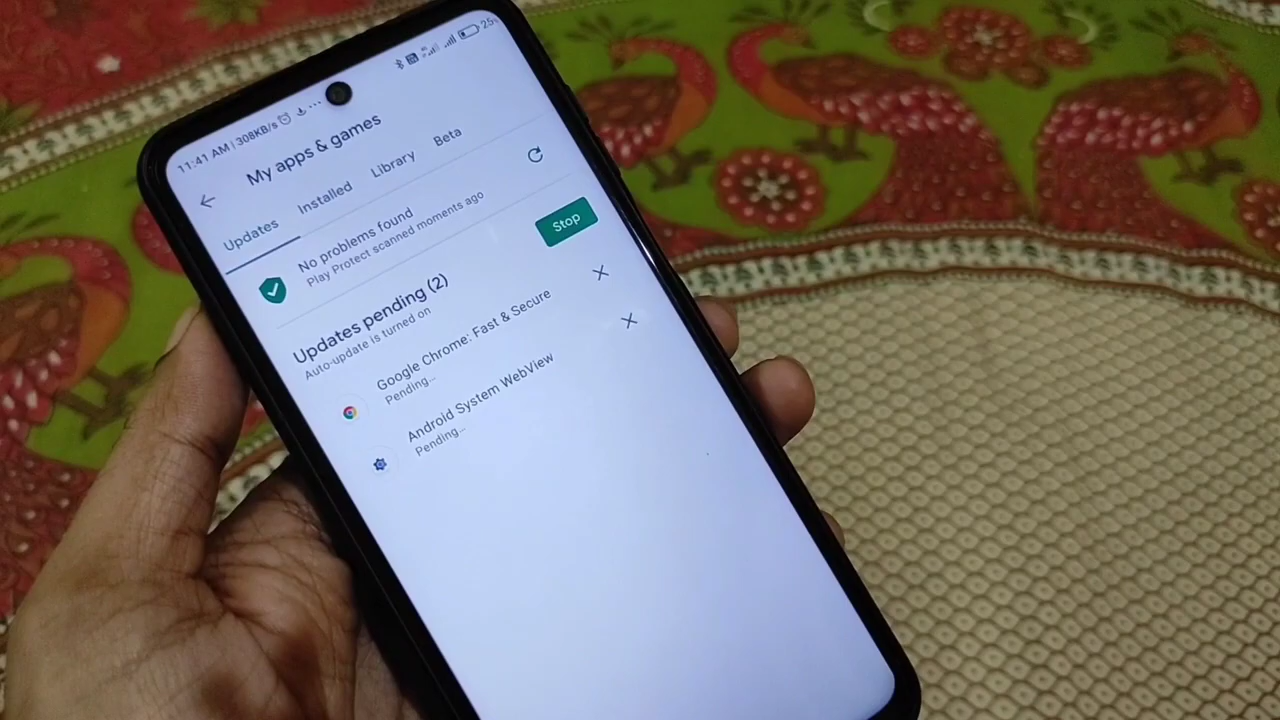 11:41 AM | 308KB/s
25%
My apps & games
Updates
Installed
Library
Beta
No problems found
Play Protect scanned moments ago
Updates pending (2)
Auto-update is turned on
Stop
Google Chrome: Fast & Secure
Pending...
Android System WebView
Pending...